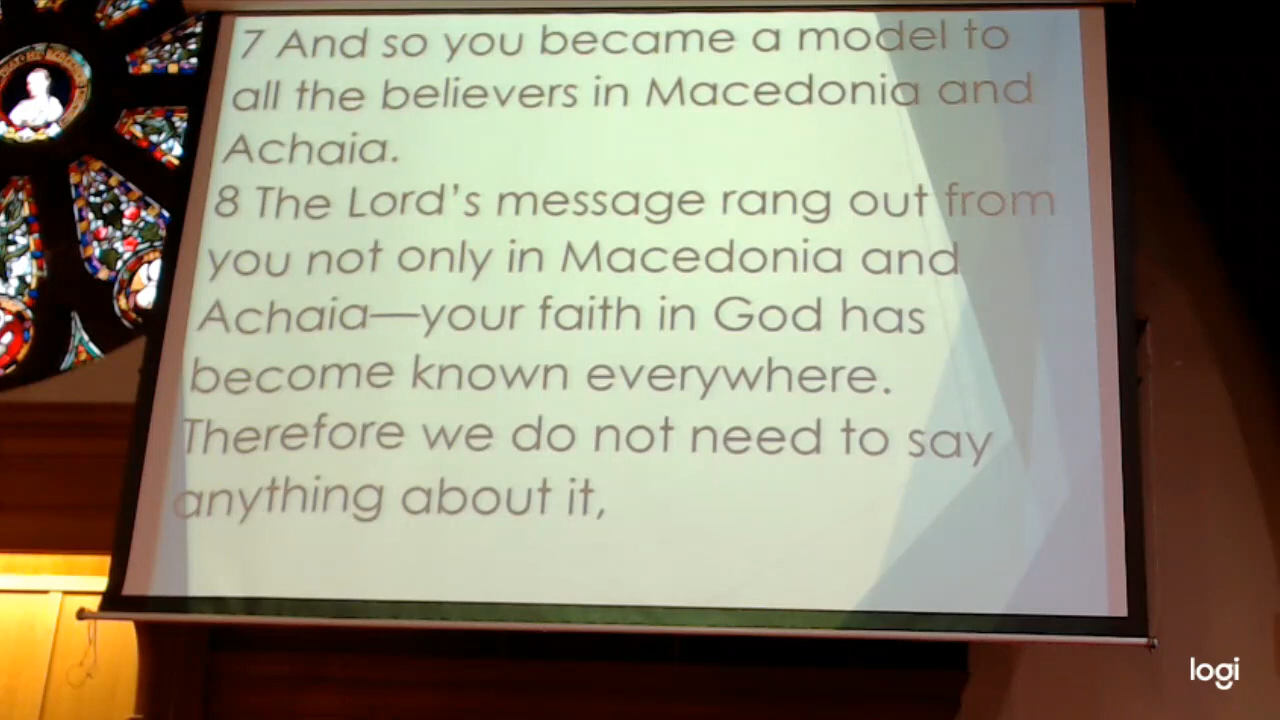 7 And so you became a model to
all the believers in Macedonia and
Achaia.
8 The Lord’s message rang out from
you not only in Macedonia and
Achaia—your faith in God has
become known everywhere.
Therefore we do not need to say
anything about it,
logi